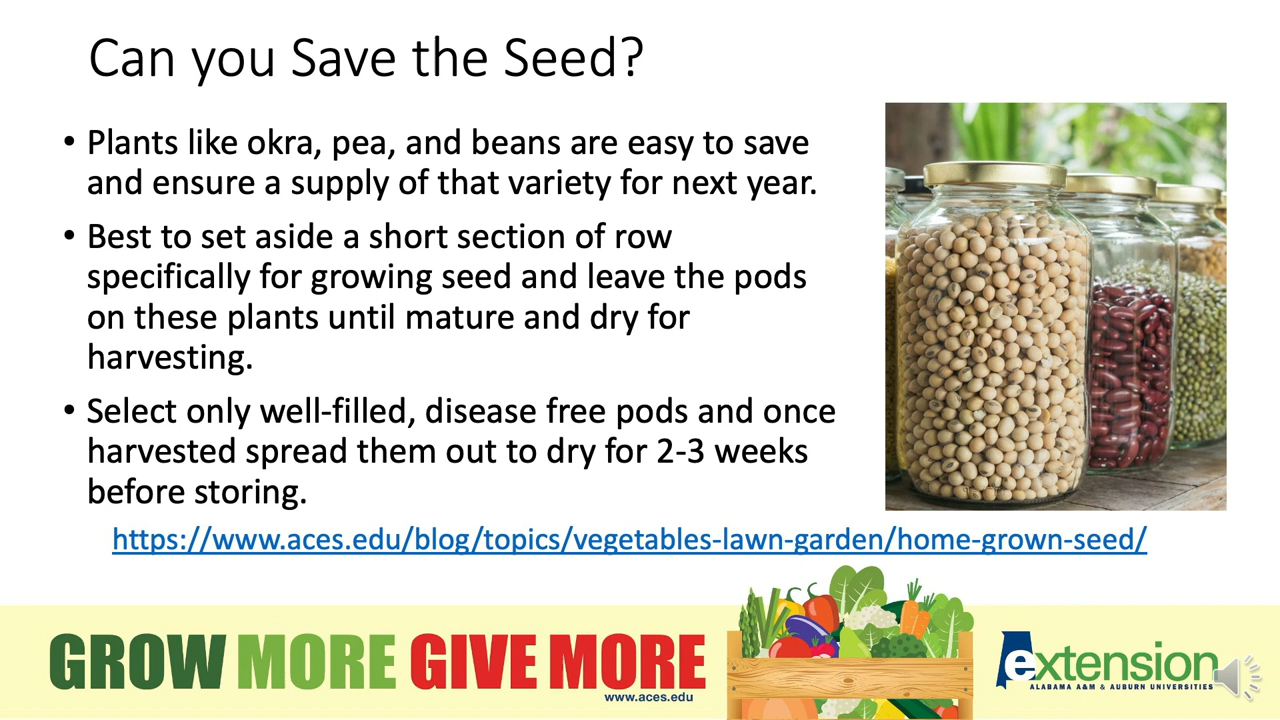 Can you Save the Seed?
• Plants like okra, pea, and beans are easy to save
and ensure a supply of that variety for next year.
• Best to set aside a short section of row
specifically for growing seed and leave the pods
on these plants until mature and dry for
harvesting.
• Select only well-filled, disease free pods and once
harvested spread them out to dry for 2-3 weeks
before storing.
https://www.aces.edu/blog/topics/vegetables-lawn-garden/home-grown-seed/
GROW MORE GIVE MORE
www.aces.edu
extension
ALABAMA A&M & AUBURN UNIVERSITIES